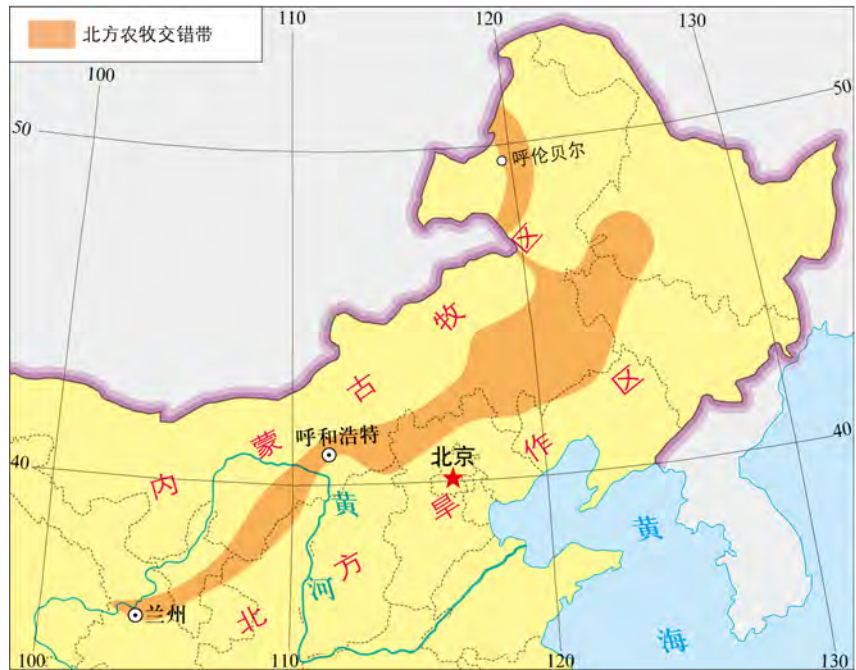 北方农牧交错带
100
110
120
130
50
50
呼伦贝尔
内蒙古牧区
呼和浩特
北京
40
40
北方旱作区
黄河
黄海
兰州
100
110
120
130